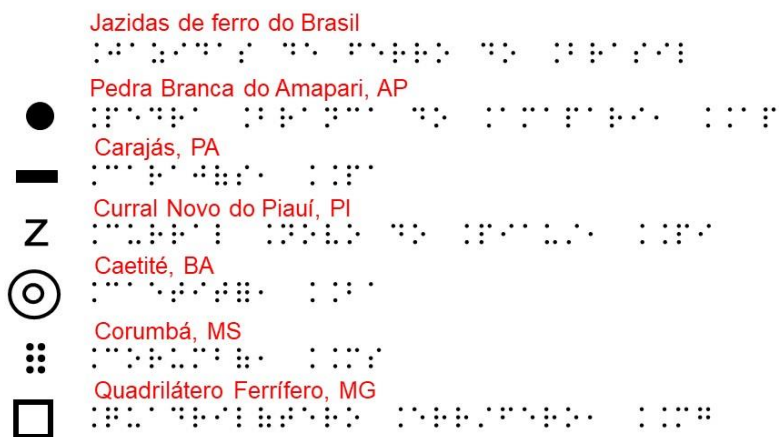 Jazidas de ferro do Brasil
⠨⠚⠁⠵⠊⠙⠁⠎ ⠙⠑ ⠋⠑⠗⠗⠕ ⠙⠕ ⠨⠃⠗⠁⠎⠊⠇
Pedra Branca do Amapari, AP
⠨⠏⠑⠙⠗⠁ ⠨⠃⠗⠁⠝⠉⠁ ⠙⠕ ⠨⠁⠍⠁⠏⠁⠗⠊⠂ ⠨⠨⠁⠏
Carajás, PA
⠨⠉⠁⠗⠁⠚⠷⠎⠂ ⠨⠨⠏⠁
Curral Novo do Piauí, PI
Z ⠨⠉⠥⠗⠗⠁⠇ ⠨⠝⠕⠧⠕ ⠙⠕ ⠨⠏⠊⠁⠥⠌⠂ ⠨⠨⠏⠊
Caetité, BA
⠨⠉⠁⠑⠞⠊⠞⠿⠂ ⠨⠨⠃⠁
Corumbá, MS
⠨⠉⠕⠗⠥⠍⠃⠷⠂ ⠨⠨⠍⠎
Quadrilátero Ferrífero, MG
⠨⠟⠥⠁⠙⠗⠊⠇⠷⠞⠑⠗⠕ ⠨⠑⠗⠗⠌⠋⠑⠗⠕⠂ ⠨⠨⠍⠛